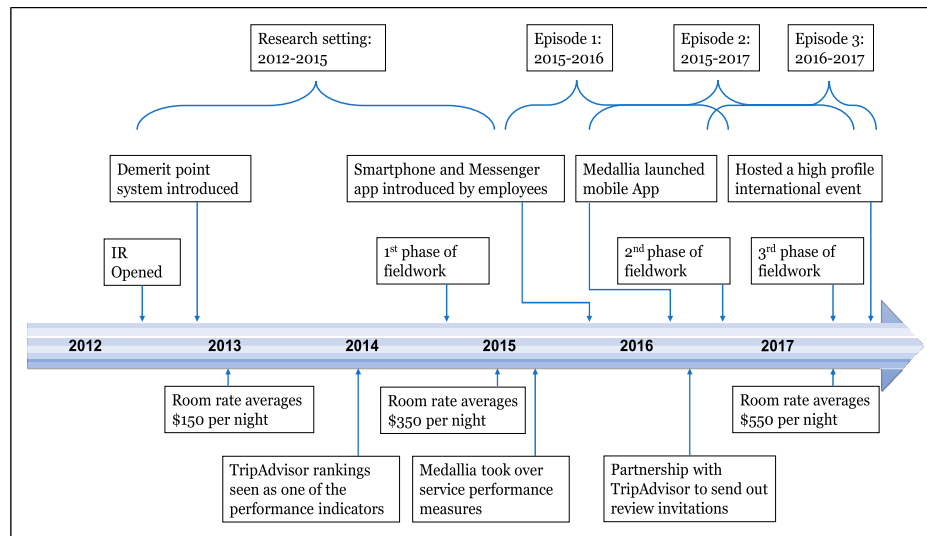 Research setting:
2012-2015
Episode 1:
2015-2016
Episode 2:
2015-2017
Episode 3:
2016-2017
Demerit point
system introduced
Smartphone and Messenger
app introduced by employees
Medallia launched
mobile App
Hosted a high profile
international event
IR
Opened
1st phase of
fieldwork
2nd phase of
fieldwork
3rd phase of
fieldwork
2012
2013
2014
2015
2016
2017
Room rate averages
$150 per night
Room rate averages
$350 per night
Room rate averages
$550 per night
TripAdvisor rankings
seen as one of the
performance indicators
Medallia took over
service performance
measures
Partnership with
TripAdvisor to send out
review invitations